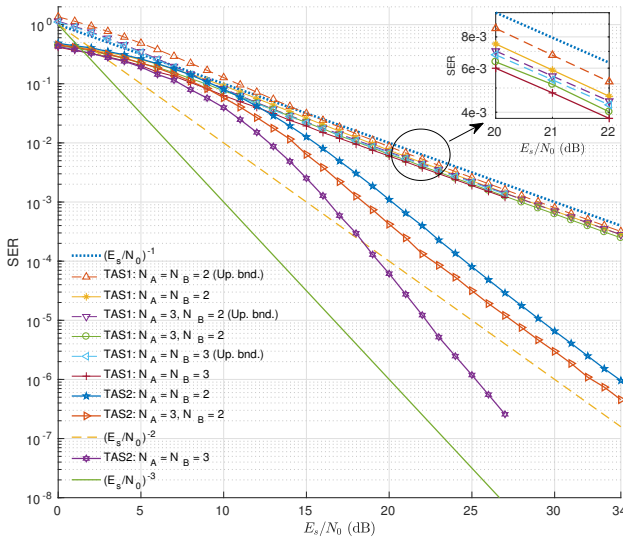 10^0
10^-1
10^-2
10^-3
10^-4
10^-5
10^-6
10^-7
10^-8
SER
0
5
10
15
20
25
30
34
E_s/N_0 (dB)
(E_s/N_0)^-1
TAS1: N_A = N_B = 2 (Up. bnd.)
TAS1: N_A = N_B = 2
TAS1: N_A = 3, N_B = 2 (Up. bnd.)
TAS1: N_A = 3, N_B = 2
TAS1: N_A = N_B = 3 (Up. bnd.)
TAS1: N_A = N_B = 3
TAS2: N_A = N_B = 2
TAS2: N_A = 3, N_B = 2
(E_s/N_0)^-2
TAS2: N_A = N_B = 3
(E_s/N_0)^-3
8e-3
6e-3
4e-3
SER
20
21
22
E_s/N_0 (dB)